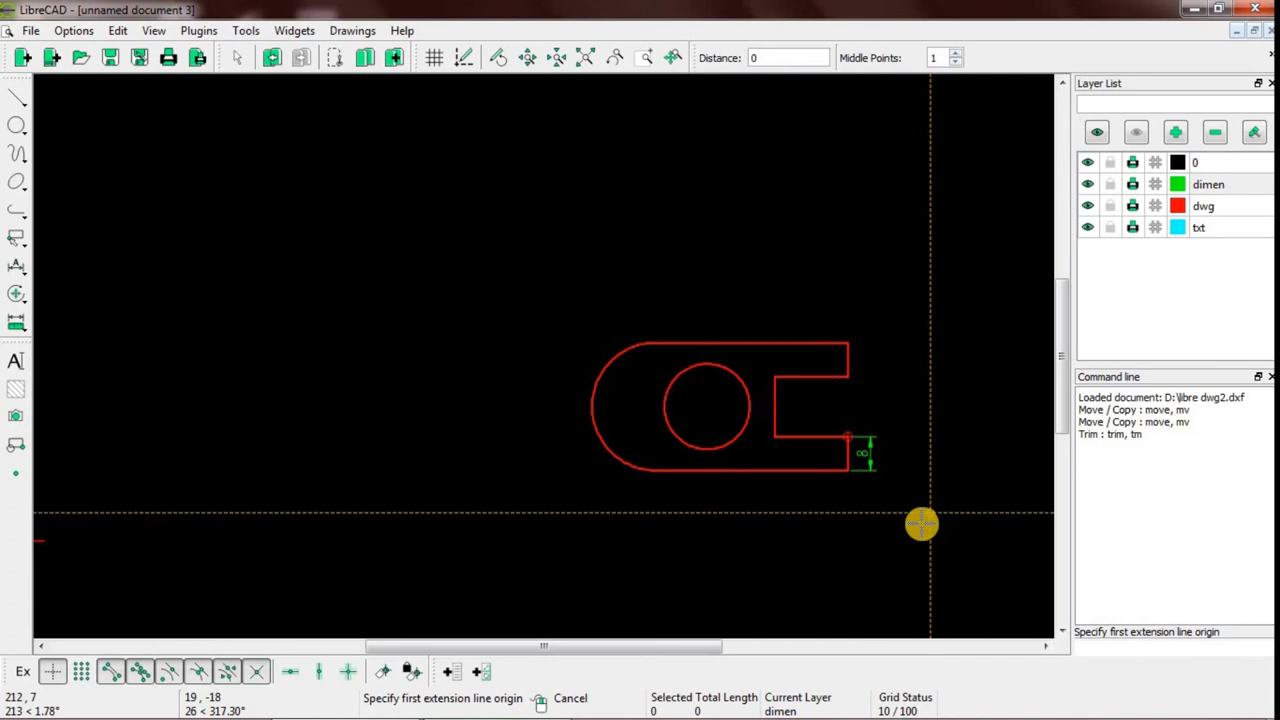 LibreCAD - [unnamed document 3]
File Options Edit View Plugins Tools Widgets Drawings Help
Distance: 0 Middle Points: 1
Layer List
0
dimen
dwg
txt
8
Command line
Loaded document: D:\libre dwg2.dxf
Move / Copy : move, mv
Move / Copy : move, mv
Trim : trim, tm
Specify first extension line origin
Ex
212 , 7
213 < 1.78°
19 , -18
26 < 317.30°
Specify first extension line origin Cancel
Selected Total Length
0 0
Current Layer
dimen
Grid Status
10 / 100